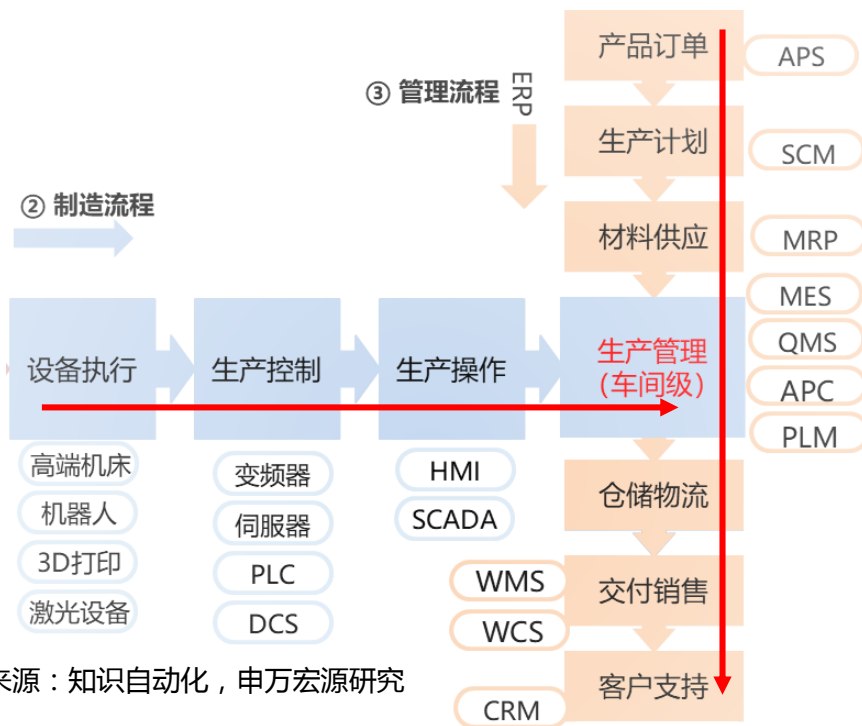 产品订单
APS
③ 管理流程
ERP
生产计划
SCM
② 制造流程
材料供应
MRP
MES
设备执行
生产控制
生产操作
生产管理
（车间级）
QMS
APC
PLM
高端机床
机器人
3D打印
激光设备
变频器
伺服器
PLC
DCS
HMI
SCADA
仓储物流
WMS
WCS
交付销售
来源：知识自动化，申万宏源研究
客户支持
CRM